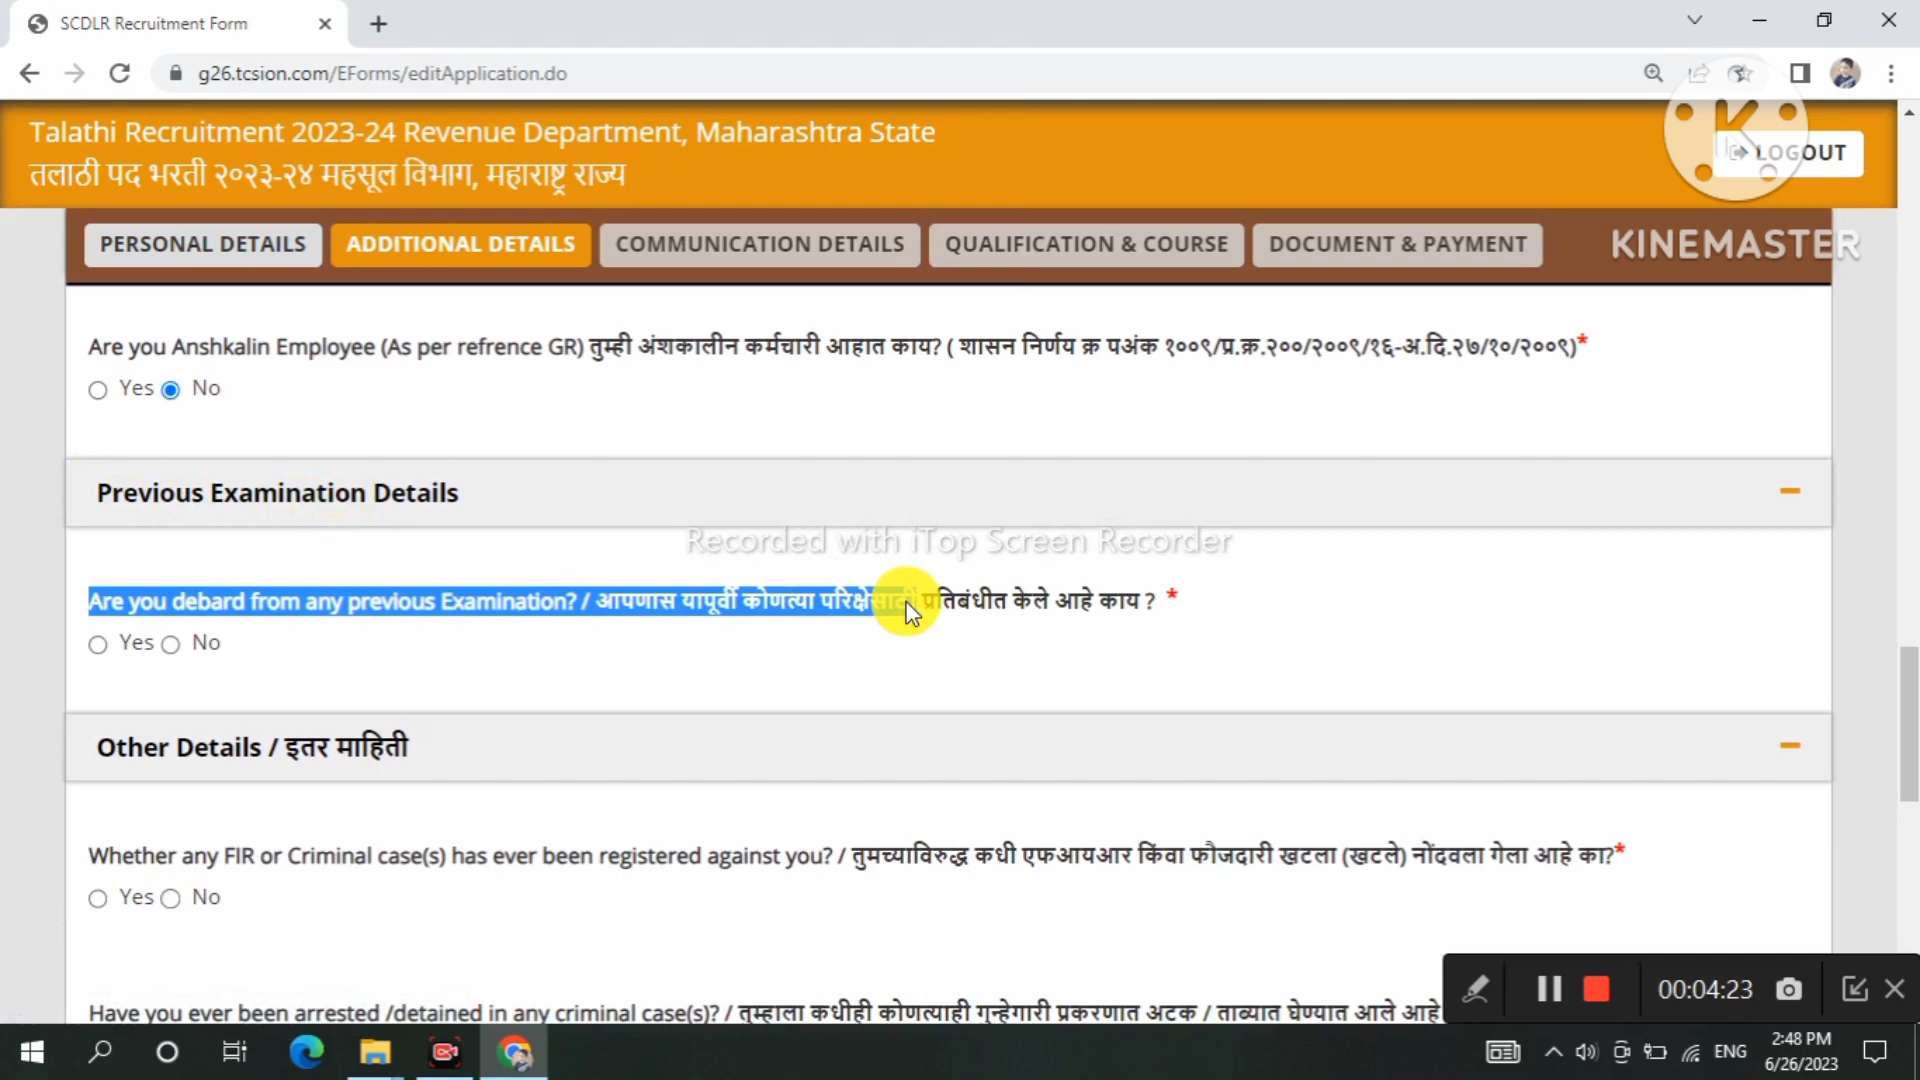 SCDLR Recruitment Form
g26.tcsion.com/EForms/editApplication.do
Talathi Recruitment 2023-24 Revenue Department, Maharashtra State
तलाठी पद भरती २०२३-२४ महसूल विभाग, महाराष्ट्र राज्य
LOGOUT
PERSONAL DETAILS ADDITIONAL DETAILS COMMUNICATION DETAILS QUALIFICATION & COURSE DOCUMENT & PAYMENT KINEMASTER
Are you Anshkalin Employee (As per refrence GR) तुम्ही अंशकालीन कर्मचारी आहात काय? ( शासन निर्णय क्र पअंक १००९/प्र.क्र.२००/२००९/१६-अ.दि.२७/१०/२००९)*
Yes No
Previous Examination Details
Recorded with iTop Screen Recorder
Are you debard from any previous Examination? / आपणास यापूर्वी कोणत्या परिक्षेसाठी प्रतिबंधीत केले आहे काय ? *
Yes No
Other Details / इतर माहिती
Whether any FIR or Criminal case(s) has ever been registered against you? / तुमच्याविरुद्ध कधी एफआयआर किंवा फौजदारी खटला (खटले) नोंदवला गेला आहे का?*
Yes No
Have you ever been arrested /detained in any criminal case(s)? / तुम्हाला कधीही कोणत्याही गुन्हेगारी प्रकरणात अटक / ताब्यात घेण्यात आले आहे
00:04:23
ENG
2:48 PM
6/26/2023